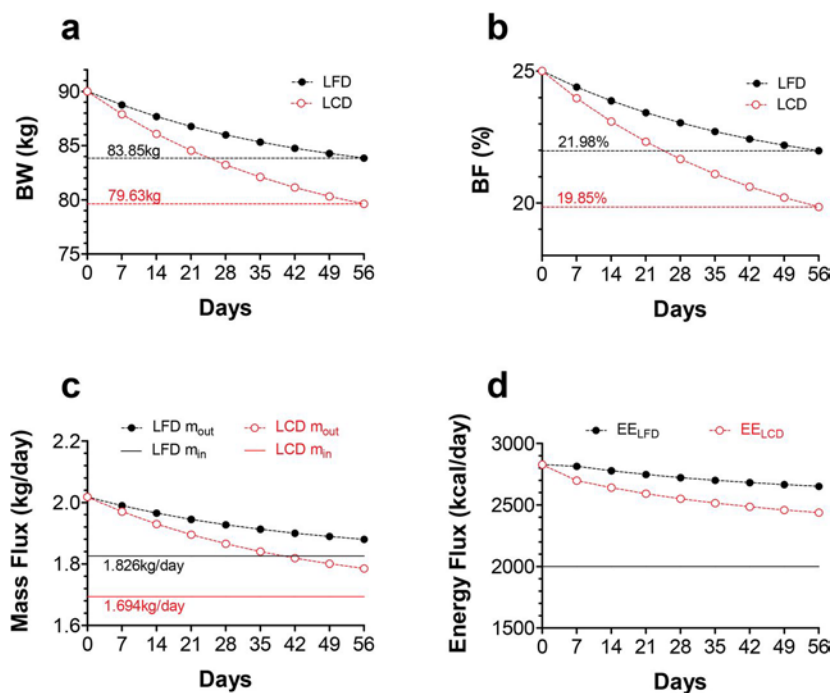 a
BW (kg)
90
85
80
75
LFD
LCD
83.85kg
79.63kg
0 7 14 21 28 35 42 49 56
Days
b
BF (%)
25
20
LFD
LCD
21.98%
19.85%
0 7 14 21 28 35 42 49 56
Days
c
LFD mout LCD mout
LFD min LCD min
Mass Flux (kg/day)
2.2
2.0
1.8
1.6
1.826kg/day
1.694kg/day
0 7 14 21 28 35 42 49 56
Days
d
EELFD EELCD
Energy Flux (kcal/day)
3000
2500
2000
1500
0 7 14 21 28 35 42 49 56
Days